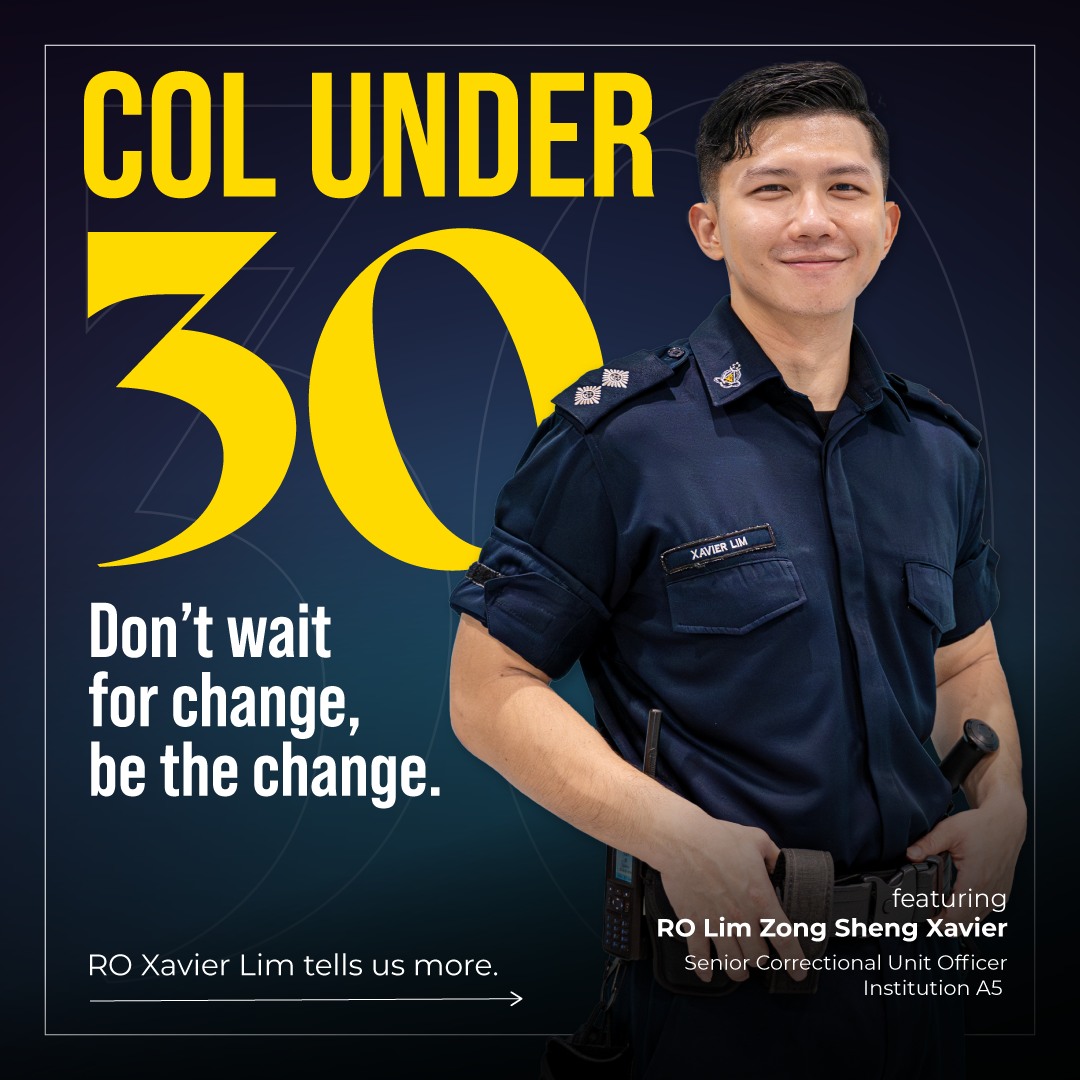 COL UNDER
30
Don’t wait
for change,
be the change.
XAVIER LIM
RO Xavier Lim tells us more.
featuring
RO Lim Zong Sheng Xavier
Senior Correctional Unit Officer
Institution A5